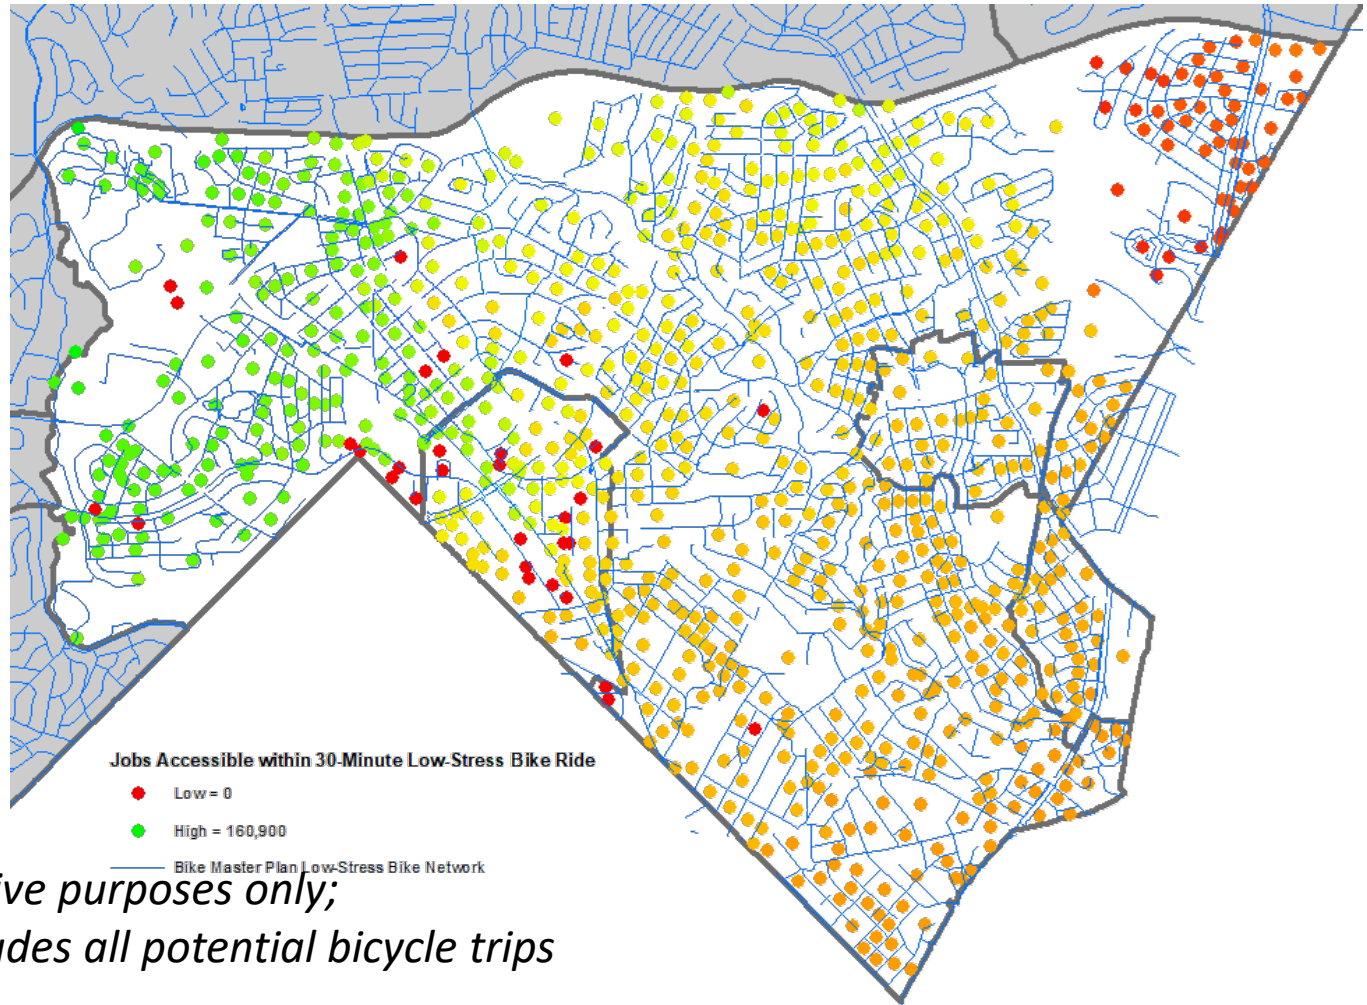 Jobs Accessible within 30-Minute Low-Stress Bike Ride
Low = 0
High = 160,900
Bike Master Plan Low-Stress Bike Network
ive purposes only;
udes all potential bicycle trips